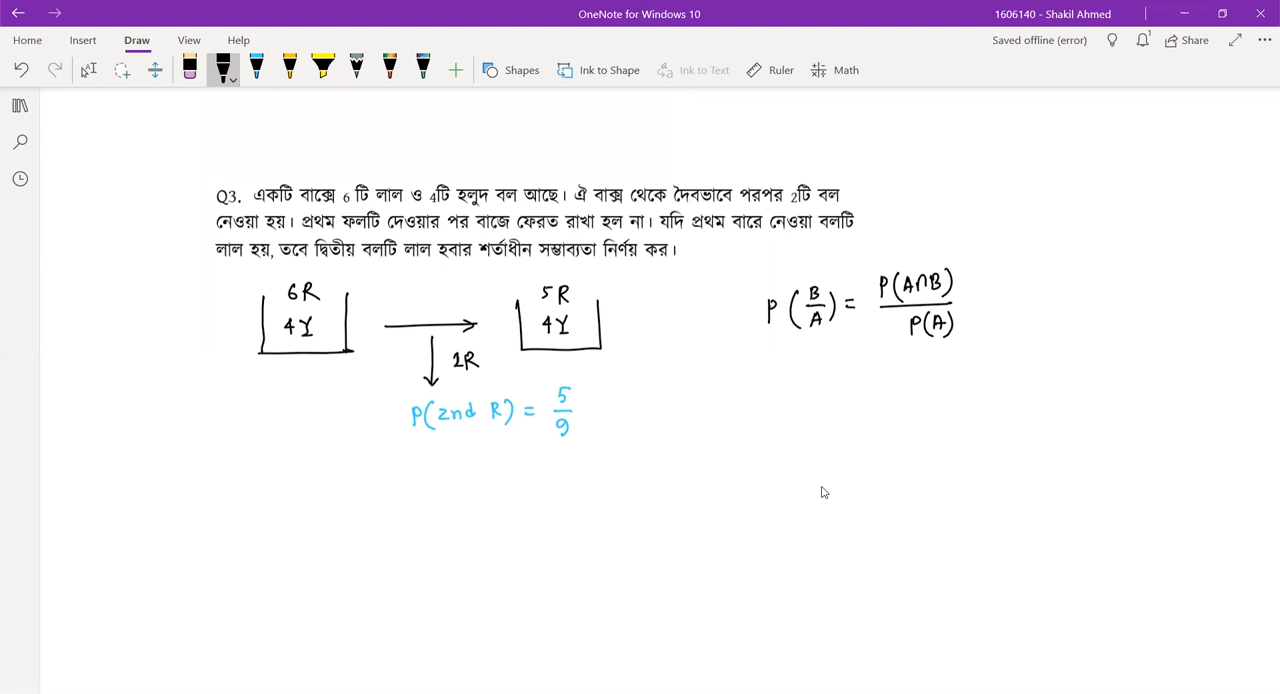 OneNote for Windows 10
1606140 - Shakil Ahmed
Home Insert Draw View Help
Saved offline (error) 1 Share
Shapes Ink to Shape Ink to Text Ruler Math
Q3. একটি বাক্সে 6 টি লাল ও 4টি হলুদ বল আছে। ঐ বাক্স থেকে দৈবভাবে পরপর 2টি বল
নেওয়া হয়। প্রথম ফলটি দেওয়ার পর বাজে ফেরত রাখা হল না। যদি প্রথম বারে নেওয়া বলটি
লাল হয়, তবে দ্বিতীয় বলটি লাল হবার শর্তাধীন সম্ভাব্যতা নির্ণয় কর।
6R
4Y
1R
5R
4Y
P(2nd R) = 5/9
P(B/A) = P(A∩B)/P(A)